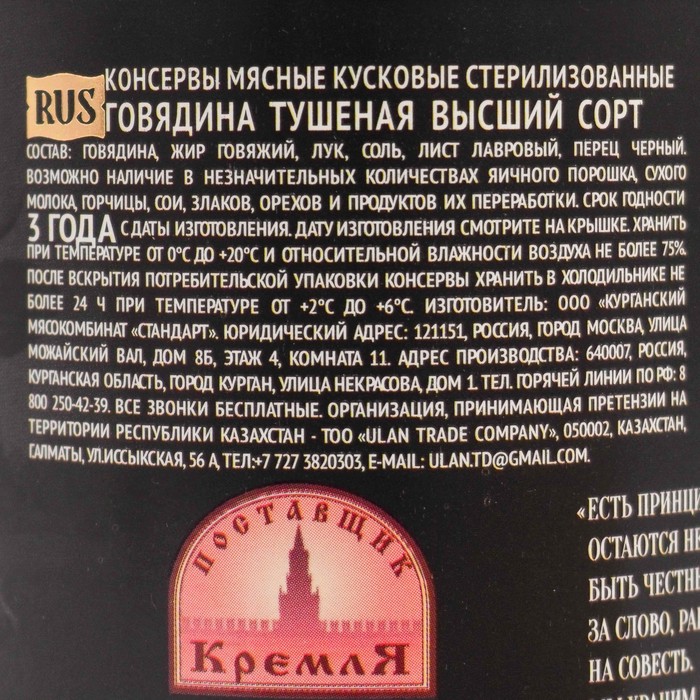 RUS
КОНСЕРВЫ МЯСНЫЕ КУСКОВЫЕ СТЕРИЛИЗОВАННЫЕ
ГОВЯДИНА ТУШЕНАЯ ВЫСШИЙ СОРТ
СОСТАВ: ГОВЯДИНА, ЖИР ГОВЯЖИЙ, ЛУК, СОЛЬ, ЛИСТ ЛАВРОВЫЙ, ПЕРЕЦ ЧЕРНЫЙ.
ВОЗМОЖНО НАЛИЧИЕ В НЕЗНАЧИТЕЛЬНЫХ КОЛИЧЕСТВАХ ЯИЧНОГО ПОРОШКА, СУХОГО
МОЛОКА, ГОРЧИЦЫ, СОИ, ЗЛАКОВ, ОРЕХОВ И ПРОДУКТОВ ИХ ПЕРЕРАБОТКИ. СРОК ГОДНОСТИ
3 ГОДА С ДАТЫ ИЗГОТОВЛЕНИЯ. ДАТУ ИЗГОТОВЛЕНИЯ СМОТРИТЕ НА КРЫШКЕ. ХРАНИТЬ
ПРИ ТЕМПЕРАТУРЕ ОТ 0°С ДО +20°С И ОТНОСИТЕЛЬНОЙ ВЛАЖНОСТИ ВОЗДУХА НЕ БОЛЕЕ 75%.
ПОСЛЕ ВСКРЫТИЯ ПОТРЕБИТЕЛЬСКОЙ УПАКОВКИ КОНСЕРВЫ ХРАНИТЬ В ХОЛОДИЛЬНИКЕ НЕ
БОЛЕЕ 24 Ч ПРИ ТЕМПЕРАТУРЕ ОТ +2°С ДО +6°С. ИЗГОТОВИТЕЛЬ: ООО «КУРГАНСКИЙ
МЯСОКОМБИНАТ «СТАНДАРТ». ЮРИДИЧЕСКИЙ АДРЕС: 121151, РОССИЯ, ГОРОД МОСКВА, УЛИЦА
МОЖАЙСКИЙ ВАЛ, ДОМ 8Б, ЭТАЖ 4, КОМНАТА 11. АДРЕС ПРОИЗВОДСТВА: 640007, РОССИЯ,
КУРГАНСКАЯ ОБЛАСТЬ, ГОРОД КУРГАН, УЛИЦА НЕКРАСОВА, ДОМ 1. ТЕЛ. ГОРЯЧЕЙ ЛИНИИ ПО РФ: 8
800 250-42-39. ВСЕ ЗВОНКИ БЕСПЛАТНЫЕ. ОРГАНИЗАЦИЯ, ПРИНИМАЮЩАЯ ПРЕТЕНЗИИ НА
ТЕРРИТОРИИ РЕСПУБЛИКИ КАЗАХСТАН - ТОО «ULAN TRADE COMPANY», 050002, КАЗАХСТАН,
Г.АЛМАТЫ, УЛ.ИССЫКСКАЯ, 56 А, ТЕЛ:+7 727 3820303, E-MAIL: ULAN.TD@GMAIL.COM.
ПОСТАВЩИК
КРЕМЛЯ
«ЕСТЬ ПРИНЦИ
ОСТАЮТСЯ НЕ
БЫТЬ ЧЕСТНЫ
ЗА СЛОВО, РА
НА СОВЕСТЬ.